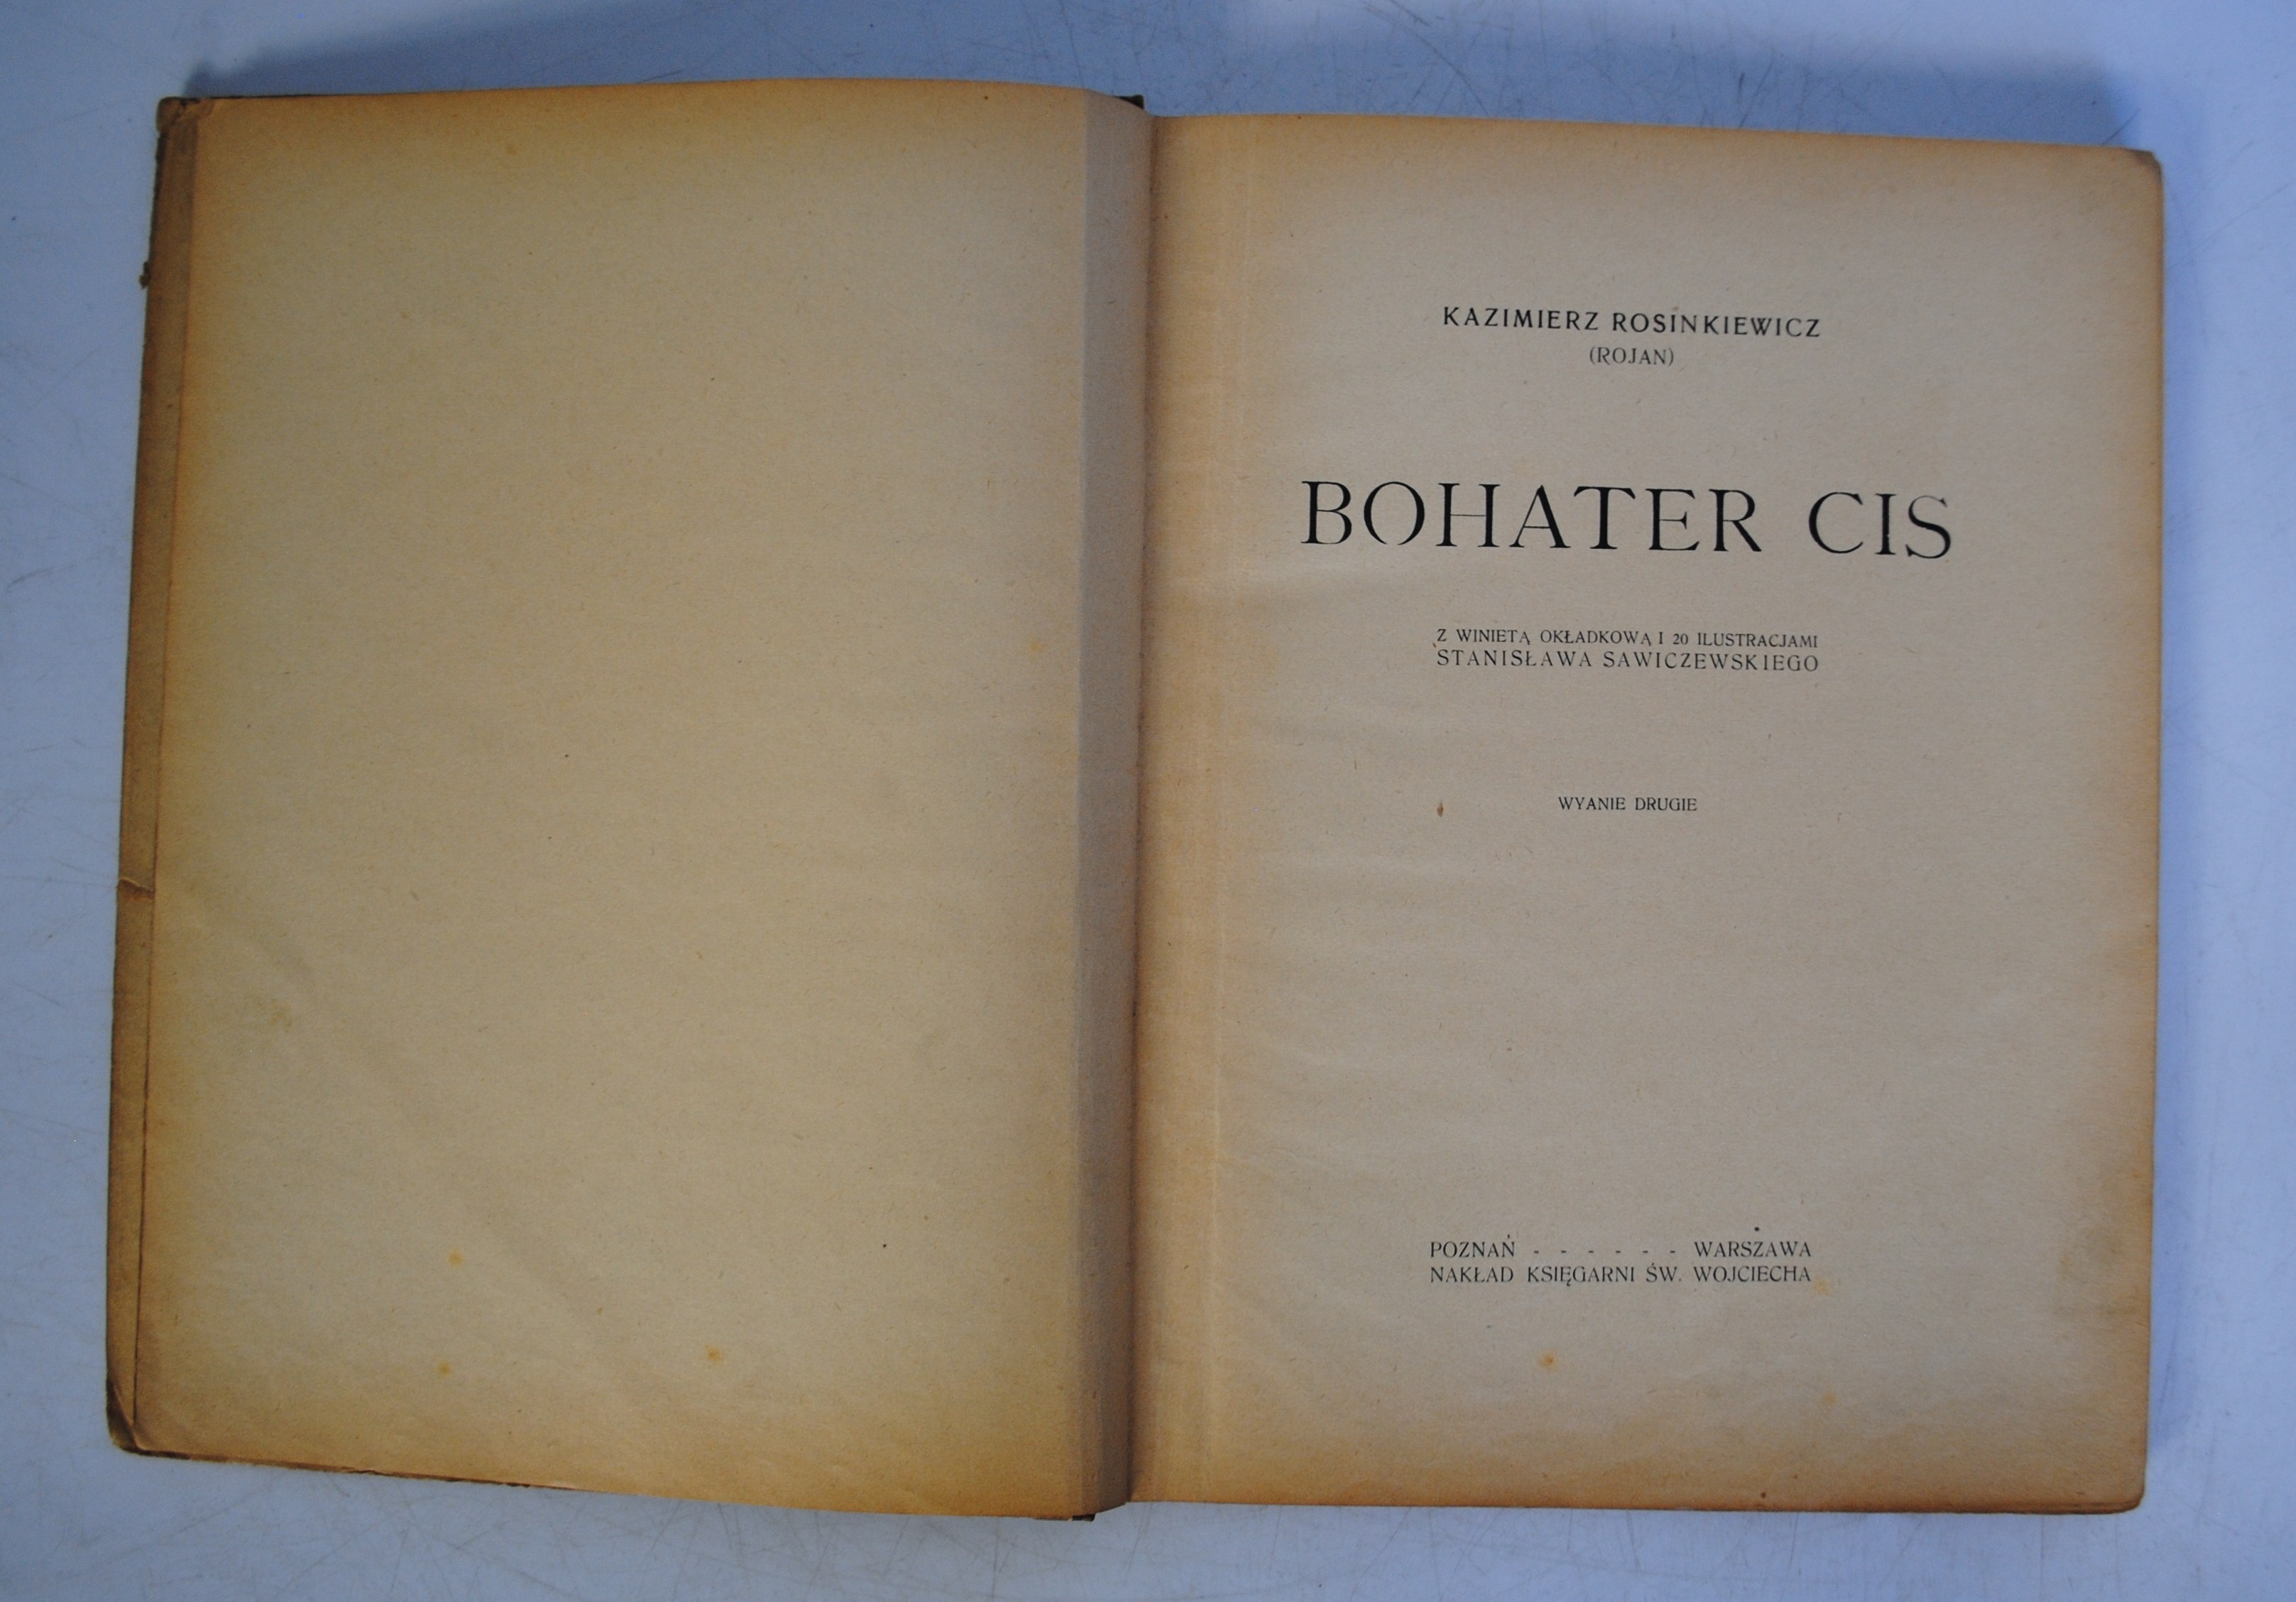 KAZIMIERZ ROSINKIEWICZ
(ROJAN)
BOHATER CIS
Z WINIETĄ OKŁADKOWĄ I 20 ILUSTRACJAMI
STANISŁAWA SAWICZEWSKIEGO
WYANIE DRUGIE
POZNAŃ - - - - - - WARSZAWA
NAKŁAD KSIĘGARNI ŚW. WOJCIECHA